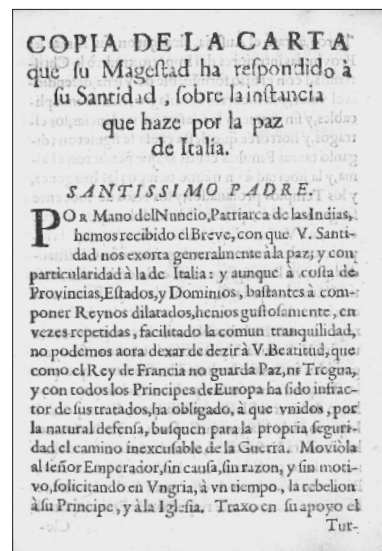 COPIA DE LA CARTA
que su Magestad ha respondido à
su Santidad, sobre la instancia
que haze por la paz
de Italia.
SANTISSIMO PADRE.
POR Mano del Nuncio, Patriarca de las Indias,
hemos recibido el Breve, con que V. Santi-
dad nos exorta generalmente à la paz; y con
particularidad à la de Italia: y aunque à costa de
Provincias, Estados, y Dominios, bastantes à com-
poner Reynos dilatados, hemos gustosamente, en
vezes repetidas, facilitado la comun tranquilidad,
no podemos aora dexar de dezir à V. Beatitud, que
como el Rey de Francia no guarda Paz, ni Tregua,
y con todos los Principes de Europa ha sido infrac-
tor de sus tratados, ha obligado, à que vnidos, por
la natural defensa, busquen para la propria seguri-
dad el camino inexcusable de la Guerra. Moviòla
al señor Emperador, sin causa, sin razon, y sin moti-
vo, solicitando en Vngria, à vn tiempo, la rebelion
à su Principe, y à la Iglesia. Traxo en su apoyo el
Tur-